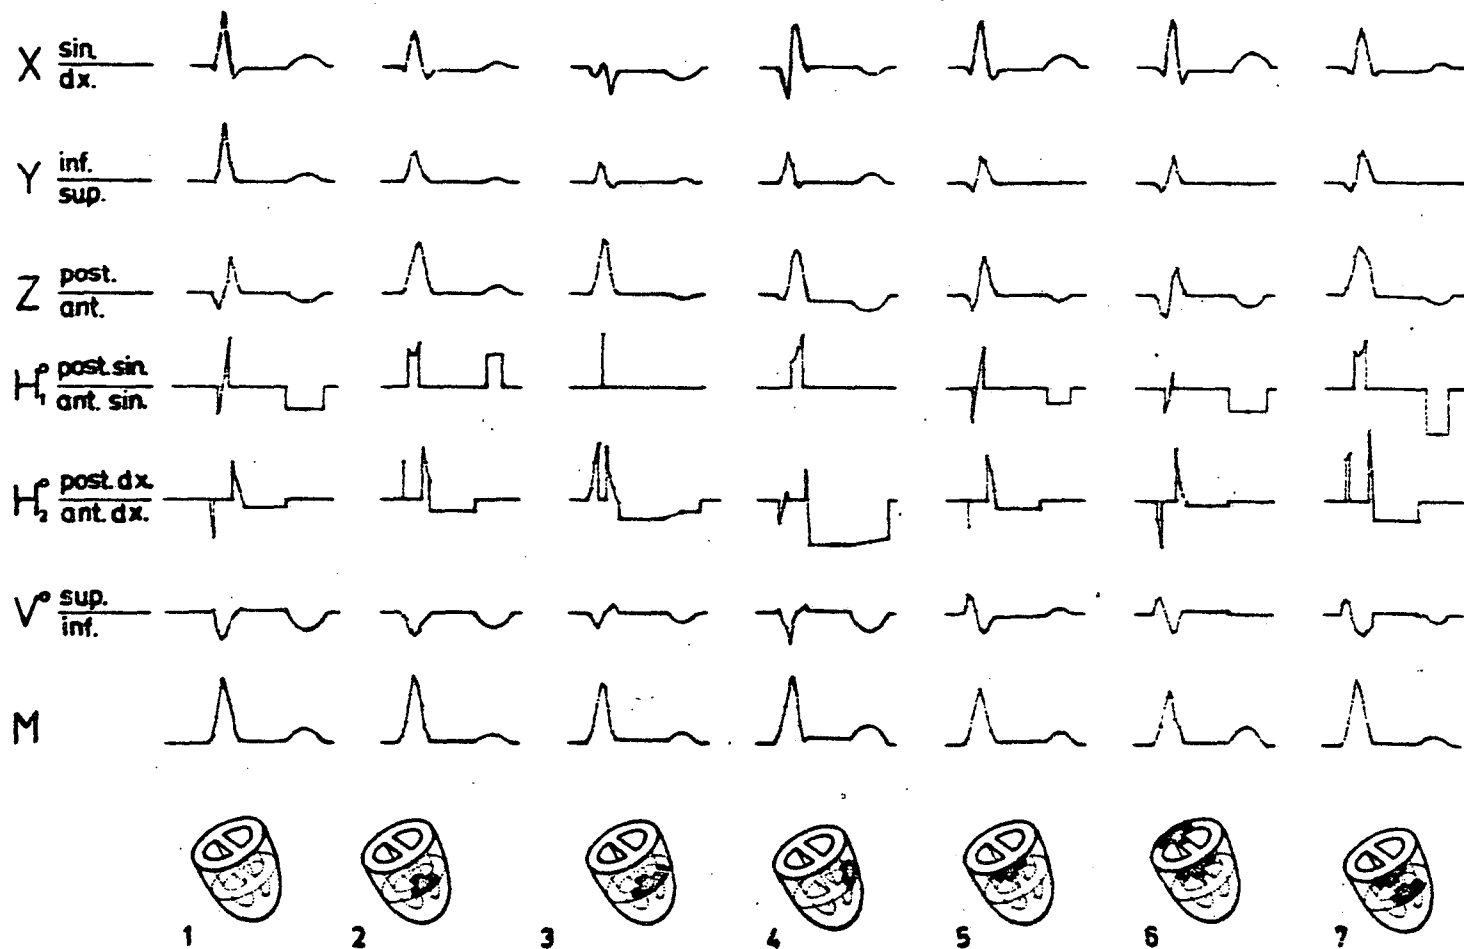 X sin. dx.
Y inf. sup.
Z post. ant.
H₁° post.sin. ant. sin.
H₂° post.dx. ant.dx.
V° sup. inf.
M
1 2 3 4 5 6 7